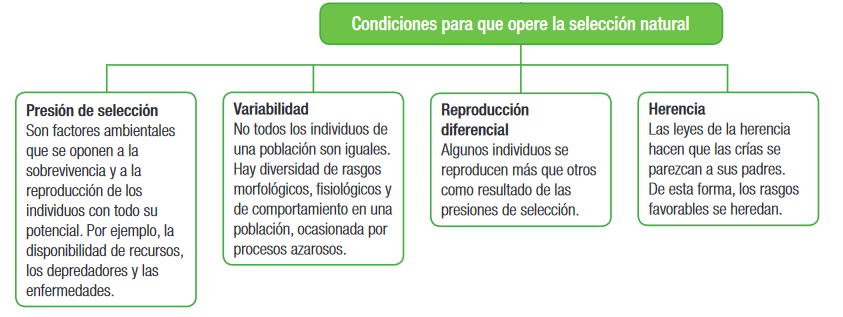 Condiciones para que opere la selección natural
Presión de selección
Son factores ambientales
que se oponen a la
sobrevivencia y a la
reproducción de los
individuos con todo su
potencial. Por ejemplo, la
disponibilidad de recursos,
los depredadores y las
enfermedades.
Variabilidad
No todos los individuos de
una población son iguales.
Hay diversidad de rasgos
morfológicos, fisiológicos y
de comportamiento en una
población, ocasionada por
procesos azarosos.
Reproducción
diferencial
Algunos individuos se
reproducen más que otros
como resultado de las
presiones de selección.
Herencia
Las leyes de la herencia
hacen que las crías se
parezcan a sus padres.
De esta forma, los rasgos
favorables se heredan.